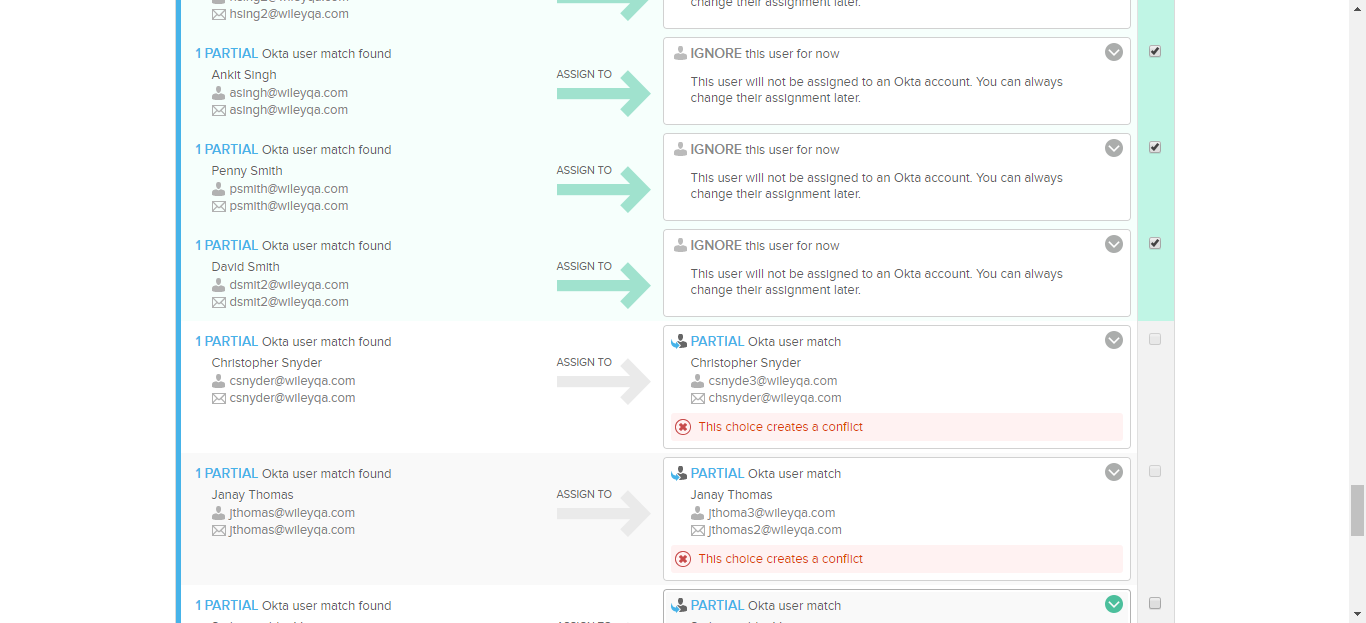 hsing2@wileyqa.com
change their assignment later.
1 PARTIAL Okta user match found
Ankit Singh
asingh@wileyqa.com
asingh@wileyqa.com
ASSIGN TO
IGNORE this user for now
This user will not be assigned to an Okta account. You can always
change their assignment later.
1 PARTIAL Okta user match found
Penny Smith
psmith@wileyqa.com
psmith@wileyqa.com
ASSIGN TO
IGNORE this user for now
This user will not be assigned to an Okta account. You can always
change their assignment later.
1 PARTIAL Okta user match found
David Smith
dsmit2@wileyqa.com
dsmit2@wileyqa.com
ASSIGN TO
IGNORE this user for now
This user will not be assigned to an Okta account. You can always
change their assignment later.
1 PARTIAL Okta user match found
Christopher Snyder
csnyder@wileyqa.com
csnyder@wileyqa.com
ASSIGN TO
PARTIAL Okta user match
Christopher Snyder
csnyde3@wileyqa.com
chsnyder@wileyqa.com
This choice creates a conflict
1 PARTIAL Okta user match found
Janay Thomas
jthomas@wileyqa.com
jthomas@wileyqa.com
ASSIGN TO
PARTIAL Okta user match
Janay Thomas
jthoma3@wileyqa.com
jthomas2@wileyqa.com
This choice creates a conflict
1 PARTIAL Okta user match found
PARTIAL Okta user match